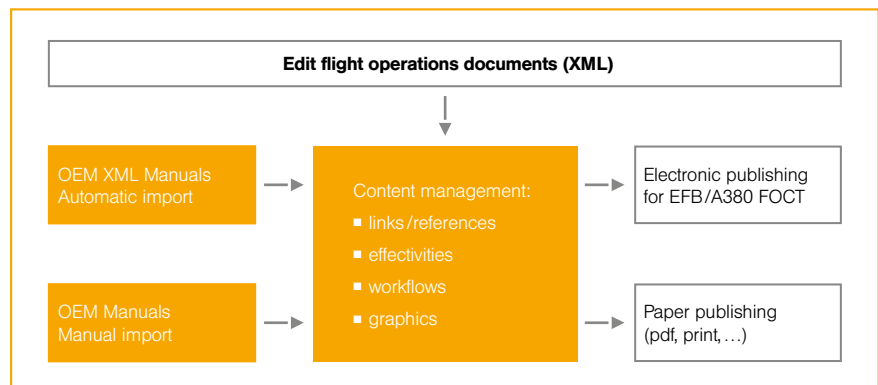 Edit flight operations documents (XML)
OEM XML Manuals
Automatic import
OEM Manuals
Manual import
Content management:
▪ links/references
▪ effectivities
▪ workflows
▪ graphics
Electronic publishing
for EFB/A380 FOCT
Paper publishing
(pdf, print, …)